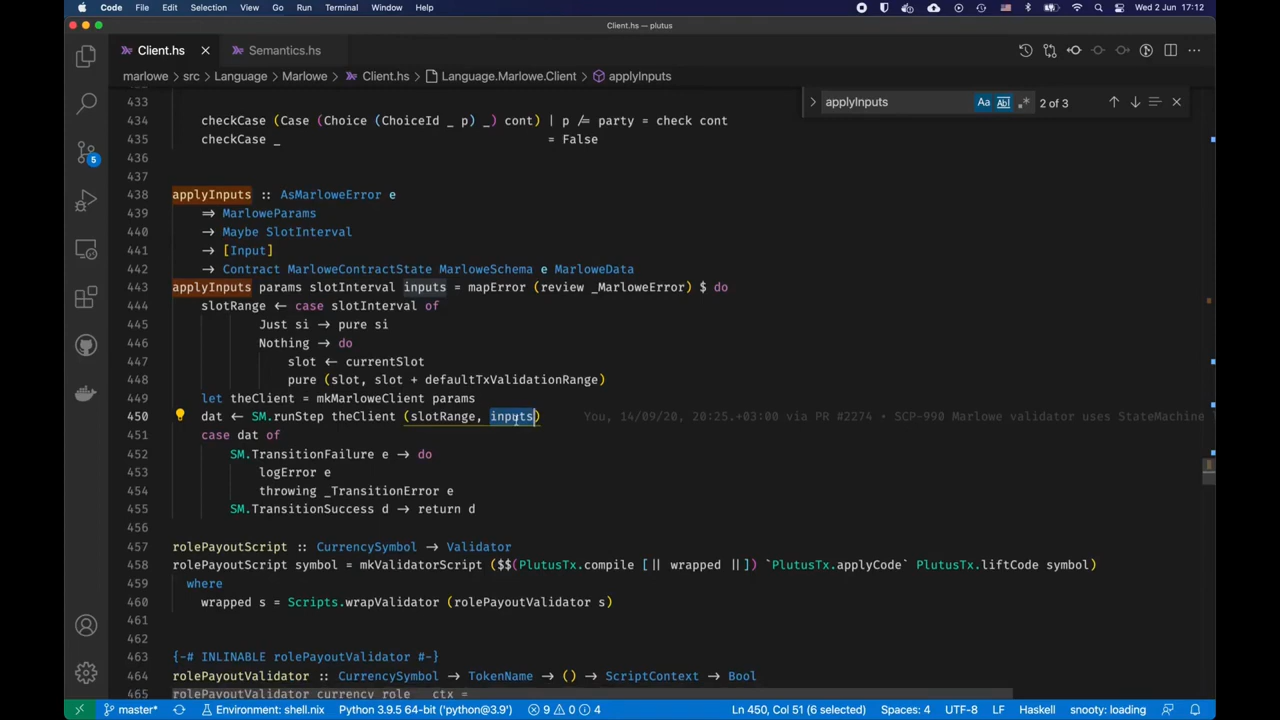 Code File Edit Selection View Go Run Terminal Window Help Wed 2 Jun 17:12
Client.hs — plutus
Client.hs Semantics.hs
marlowe > src > Language > Marlowe > Client.hs > Language.Marlowe.Client > applyInputs
applyInputs Aa Abl .* 2 of 3
433
434 checkCase (Case (Choice (ChoiceId _ p) _) cont) | p /= party = check cont
435 checkCase _ = False
436
437
438 applyInputs :: AsMarloweError e
439 ⇒ MarloweParams
440 → Maybe SlotInterval
441 → [Input]
442 → Contract MarloweContractState MarloweSchema e MarloweData
443 applyInputs params slotInterval inputs = mapError (review _MarloweError) $ do
444 slotRange ← case slotInterval of
445 Just si → pure si
446 Nothing → do
447 slot ← currentSlot
448 pure (slot, slot + defaultTxValidationRange)
449 let theClient = mkMarloweClient params
450 dat ← SM.runStep theClient (slotRange, inputs) You, 14/09/20, 20:25.+03:00 via PR #2274 • SCP-990 Marlowe validator uses StateMachine
451 case dat of
452 SM.TransitionFailure e → do
453 logError e
454 throwing _TransitionError e
455 SM.TransitionSuccess d → return d
456
457 rolePayoutScript :: CurrencySymbol → Validator
458 rolePayoutScript symbol = mkValidatorScript ($$(PlutusTx.compile [|| wrapped ||]) `PlutusTx.applyCode` PlutusTx.liftCode symbol)
459 where
460 wrapped s = Scripts.wrapValidator (rolePayoutValidator s)
461
462
463 {-# INLINABLE rolePayoutValidator #-}
464 rolePayoutValidator :: CurrencySymbol → TokenName → () → ScriptContext → Bool
465 rolePayoutValidator currency role _ ctx =
5
master* Environment: shell.nix Python 3.9.5 64-bit ('python@3.9') 9 0 4 Ln 450, Col 51 (6 selected) Spaces: 4 UTF-8 LF Haskell snooty: loading